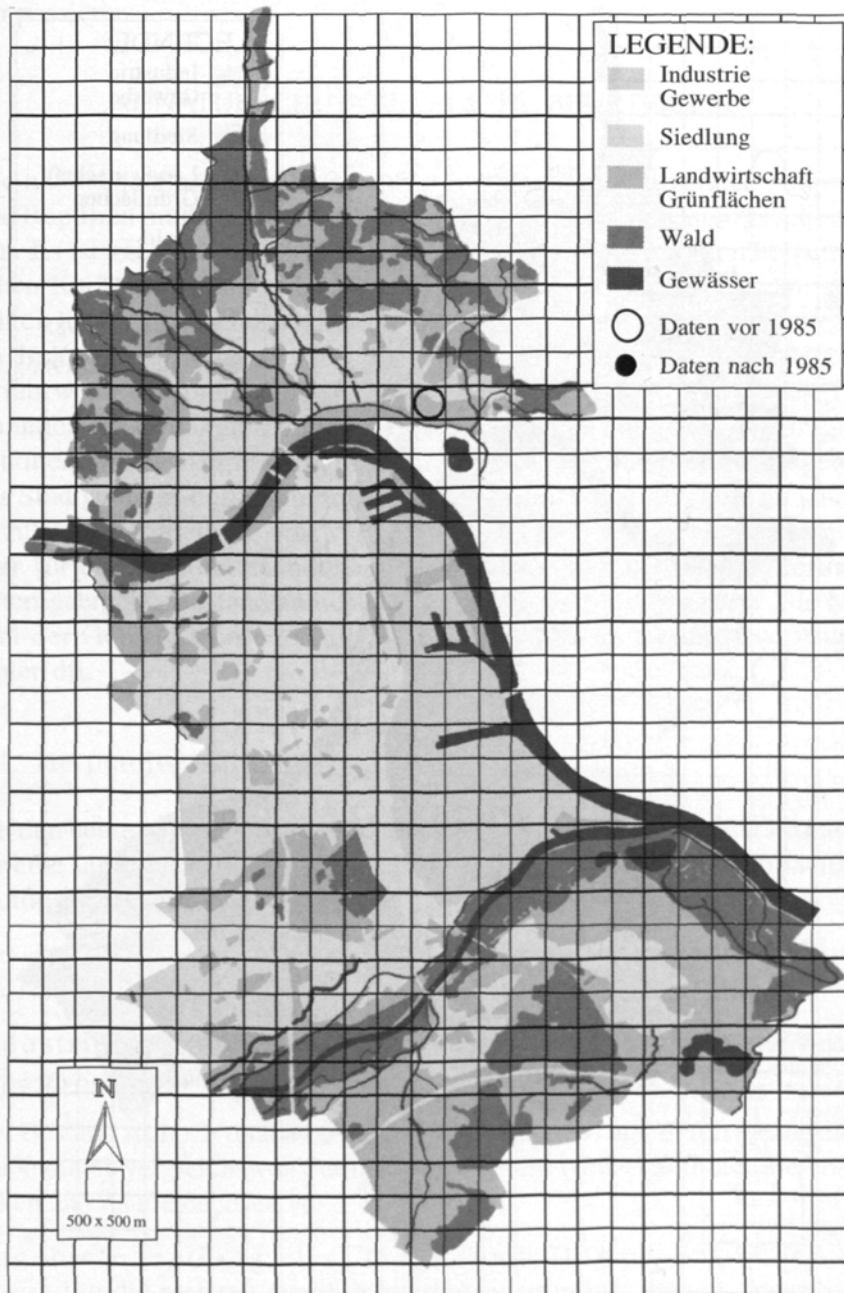 LEGENDE:
Industrie
Gewerbe
Siedlung
Landwirtschaft
Grünflächen
Wald
Gewässer
Daten vor 1985
Daten nach 1985
N
500 x 500 m